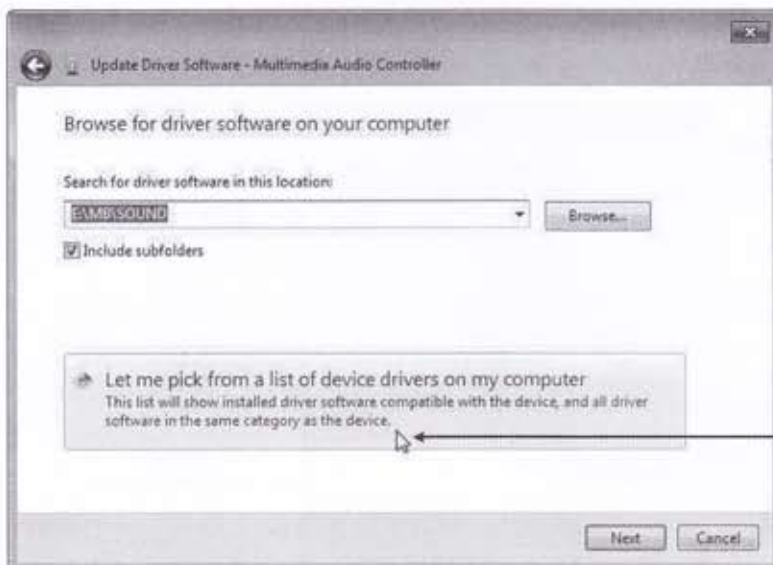 Update Driver Software - Multimedia Audio Controller
Browse for driver software on your computer
Search for driver software in this location:
E:\MB\SOUND
Browse...
Include subfolders
Let me pick from a list of device drivers on my computer
This list will show installed driver software compatible with the device, and all driver
software in the same category as the device.
Next
Cancel